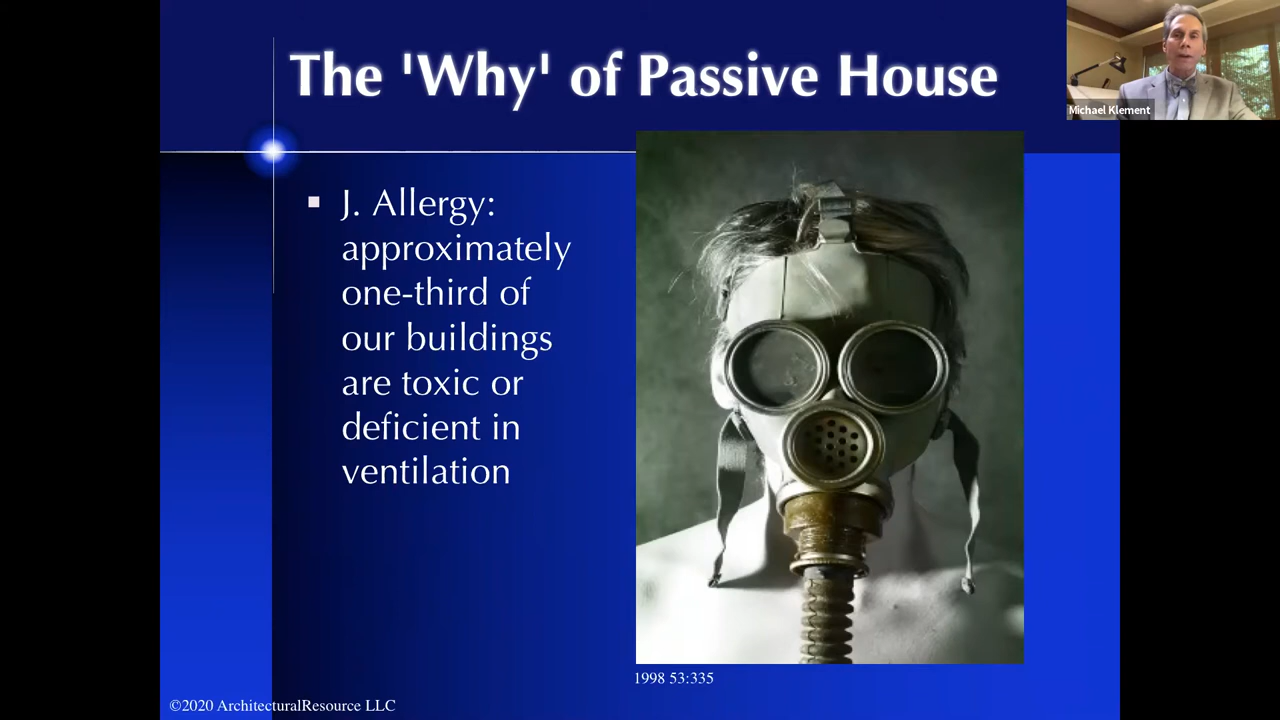 The 'Why' of Passive House
Michael Klement
▪ J. Allergy:
approximately
one-third of
our buildings
are toxic or
deficient in
ventilation
1998 53:335
©2020 ArchitecturalResource LLC